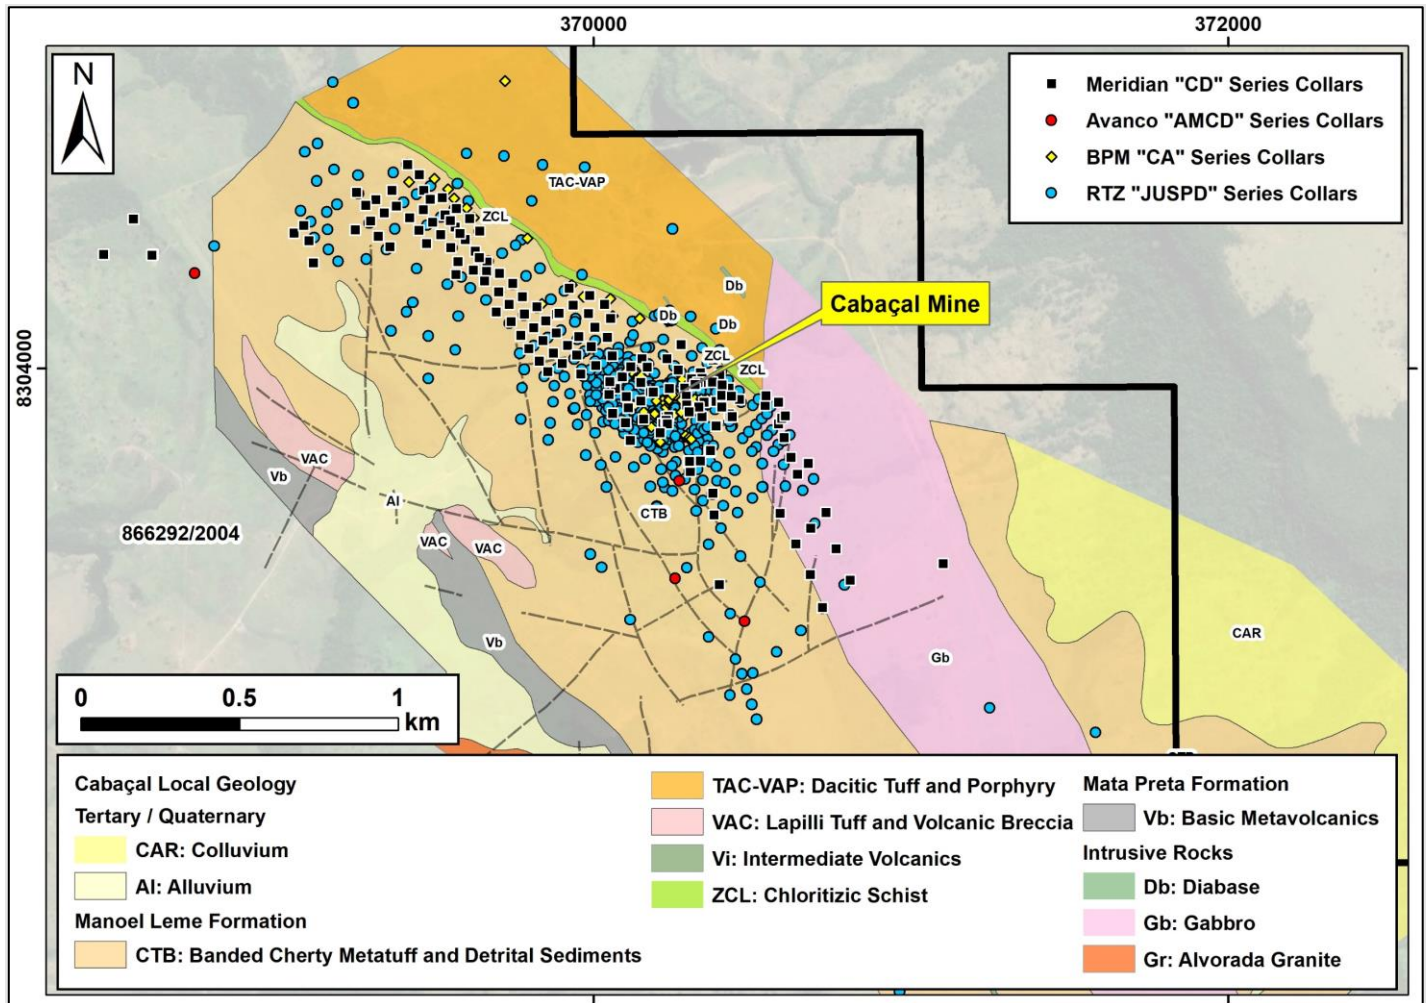 370000
372000
N
Meridian "CD" Series Collars
Avanco "AMCD" Series Collars
BPM "CA" Series Collars
RTZ "JUSPD" Series Collars
TAC-VAP
ZCL
Db
Cabaçal Mine
Db
Db
8304000
ZCL
ZCL
VAC
Vb
Al
CTB
866292/2004
VAC
VAC
Vb
CAR
Gb
0
0.5
1
km
Cabaçal Local Geology
Tertary / Quaternary
CAR: Colluvium
Al: Alluvium
Manoel Leme Formation
CTB: Banded Cherty Metatuff and Detrital Sediments
TAC-VAP: Dacitic Tuff and Porphyry
VAC: Lapilli Tuff and Volcanic Breccia
Vi: Intermediate Volcanics
ZCL: Chloritizic Schist
Mata Preta Formation
Vb: Basic Metavolcanics
Intrusive Rocks
Db: Diabase
Gb: Gabbro
Gr: Alvorada Granite